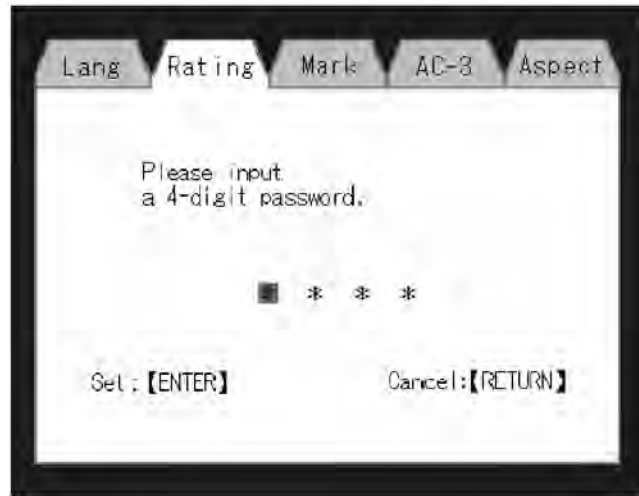 Lang Rating Mark AC-3 Aspect
Please input
a 4-digit password.
* * *
Set:【ENTER】 Cancel:【RETURN】